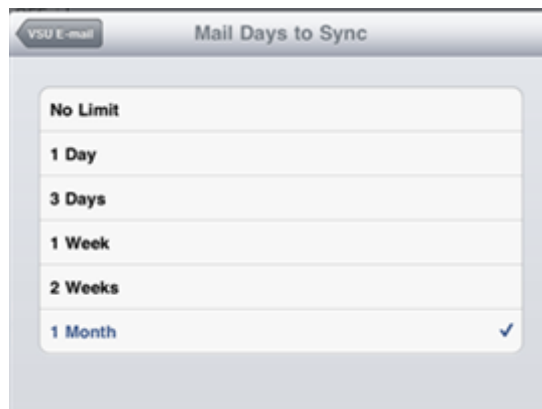 VSU E-mail
Mail Days to Sync
No Limit
1 Day
3 Days
1 Week
2 Weeks
1 Month